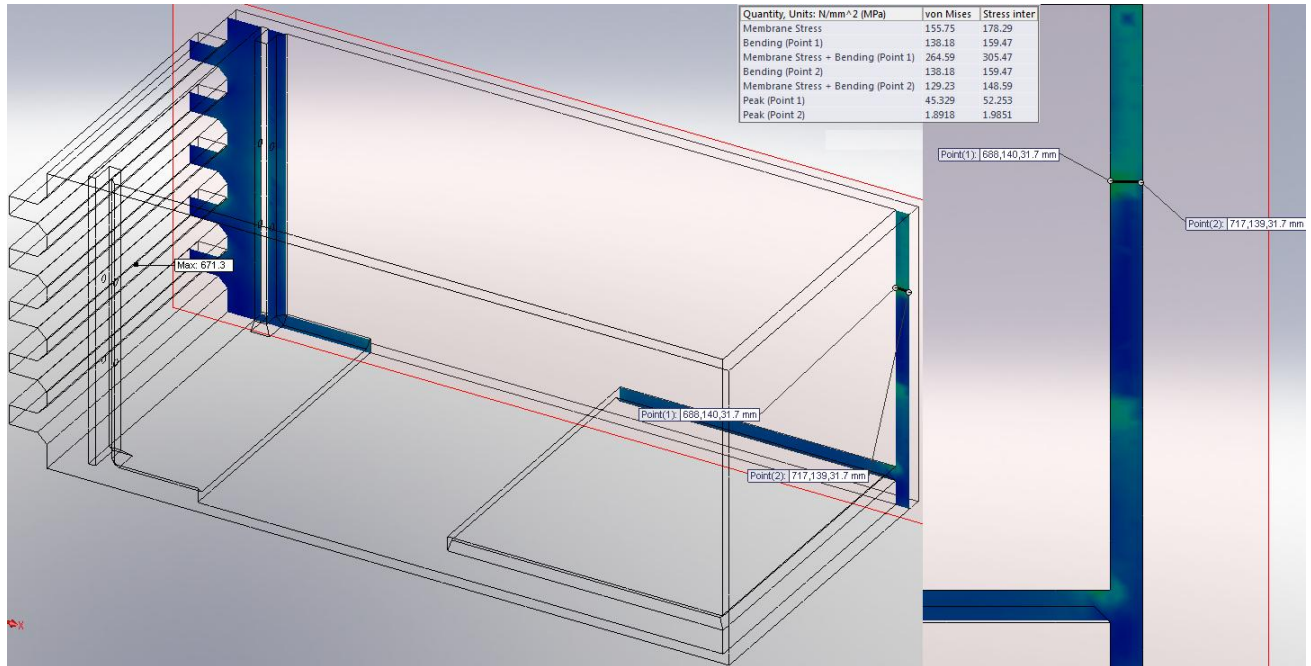 Quantity, Units: N/mm^2 (MPa) von Mises Stress inter
Membrane Stress 155.75 178.29
Bending (Point 1) 138.18 159.47
Membrane Stress + Bending (Point 1) 264.59 305.47
Bending (Point 2) 138.18 159.47
Membrane Stress + Bending (Point 2) 129.23 148.59
Peak (Point 1) 45.329 52.253
Peak (Point 2) 1.8918 1.9851
Point(1): 688,140,31.7 mm
Point(2): 717,139,31.7 mm
Max: 671.3
Point(1): 688,140,31.7 mm
Point(2): 717,139,31.7 mm
X